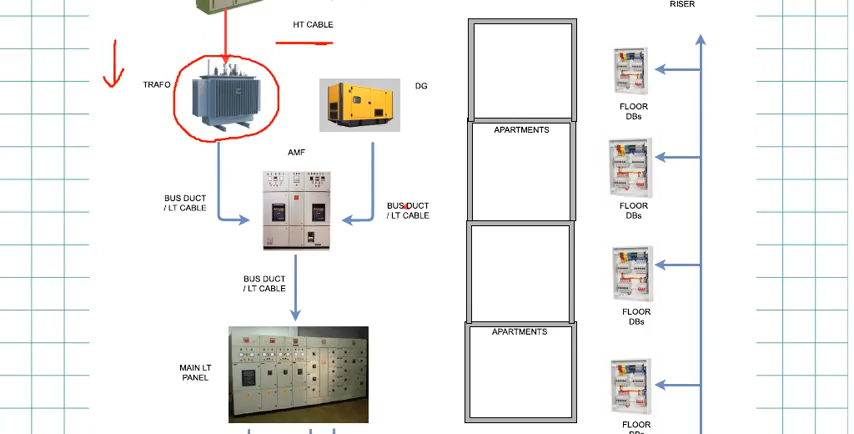 RISER
HT CABLE
TRAFO
DG
FLOOR
DBs
AMF
APARTMENTS
BUS DUCT
/ LT CABLE
BUS DUCT
/ LT CABLE
FLOOR
DBs
BUS DUCT
/ LT CABLE
FLOOR
DBs
APARTMENTS
MAIN LT
PANEL
FLOOR
DBs